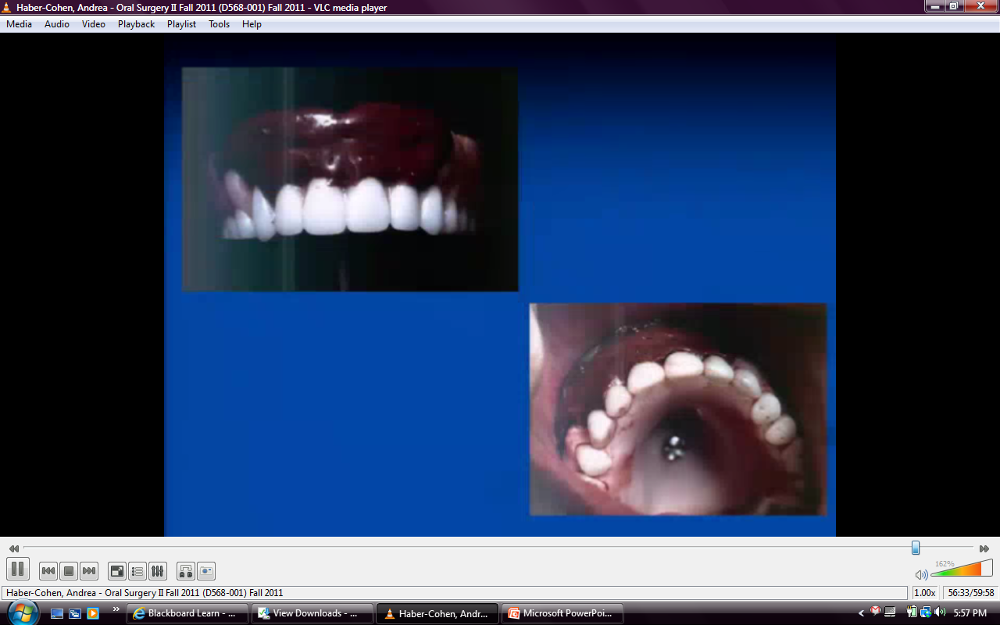 Haber-Cohen, Andrea - Oral Surgery II Fall 2011 (D568-001) Fall 2011 - VLC media player
Media Audio Video Playback Playlist Tools Help
162%
Haber-Cohen, Andrea - Oral Surgery II Fall 2011 (D568-001) Fall 2011 1.00x 56:33/59:58
Blackboard Learn - ... View Downloads - ... Haber-Cohen, Andr... Microsoft PowerPoi... 5:57 PM